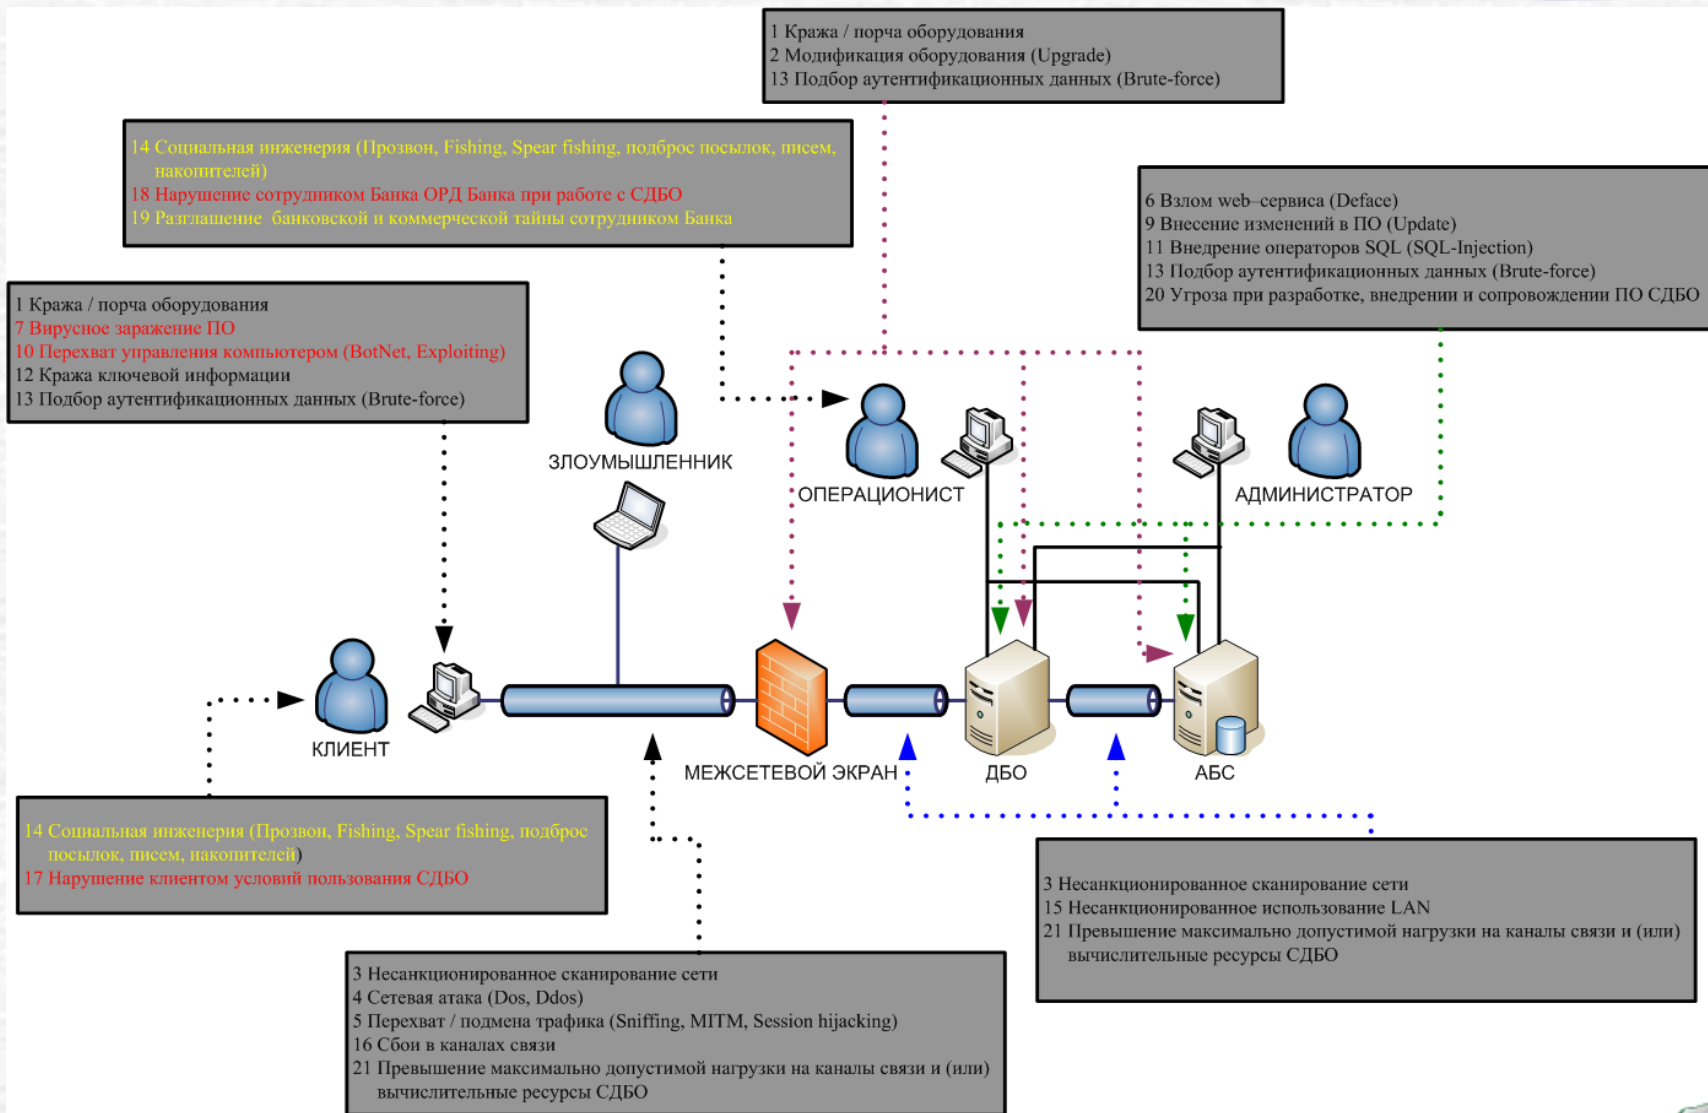 1 Кража / порча оборудования
2 Модификация оборудования (Upgrade)
13 Подбор аутентификационных данных (Brute-force)
14 Социальная инженерия (Прозвон, Fishing, Spear fishing, подброс посылок, писем,
накопителей)
18 Нарушение сотрудником Банка ОРД Банка при работе с СДБО
19 Разглашение банковской и коммерческой тайны сотрудником Банка
6 Взлом web–сервиса (Deface)
9 Внесение изменений в ПО (Update)
11 Внедрение операторов SQL (SQL-Injection)
13 Подбор аутентификационных данных (Brute-force)
20 Угроза при разработке, внедрении и сопровождении ПО СДБО
1 Кража / порча оборудования
7 Вирусное заражение ПО
10 Перехват управления компьютером (BotNet, Exploiting)
12 Кража ключевой информации
13 Подбор аутентификационных данных (Brute-force)
ЗЛОУМЫШЛЕННИК
ОПЕРАЦИОНИСТ
АДМИНИСТРАТОР
КЛИЕНТ
МЕЖСЕТЕВОЙ ЭКРАН
ДБО
АБС
14 Социальная инженерия (Прозвон, Fishing, Spear fishing, подброс
посылок, писем, накопителей)
17 Нарушение клиентом условий пользования СДБО
3 Несанкционированное сканирование сети
15 Несанкционированное использование LAN
21 Превышение максимально допустимой нагрузки на каналы связи и (или)
вычислительные ресурсы СДБО
3 Несанкционированное сканирование сети
4 Сетевая атака (Dos, Ddos)
5 Перехват / подмена трафика (Sniffing, MITM, Session hijacking)
16 Сбои в каналах связи
21 Превышение максимально допустимой нагрузки на каналы связи и (или)
вычислительные ресурсы СДБО